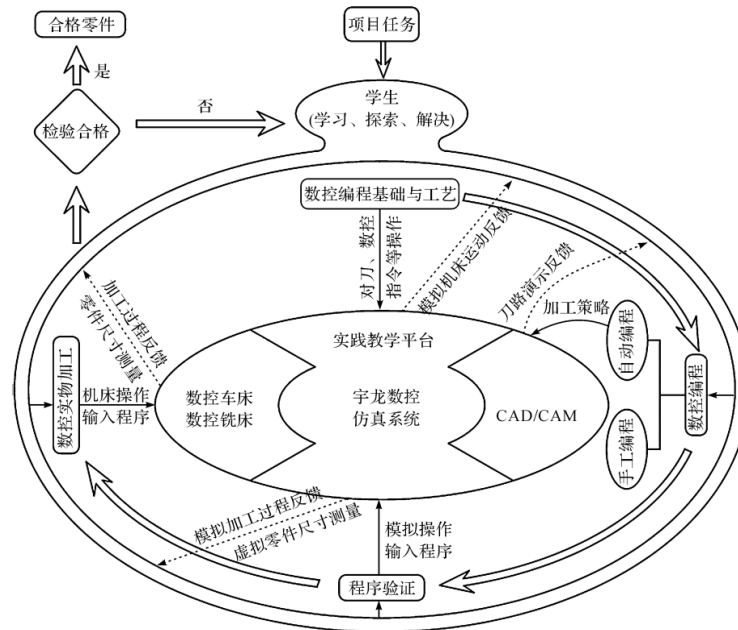 合格零件
项目任务
是
否
学生
(学习、探索、解决)
检验合格
数控编程基础与工艺
对刀、数控
指令等操作
模拟机床运动反馈
刀路演示反馈
加工过程反馈
零件尺寸测量
加工策略
自动编程
实践教学平台
数控实物加工
机床操作
输入程序
数控车床
数控铣床
宇龙数控
仿真系统
CAD/CAM
数控编程
手工编程
模拟加工过程反馈
虚拟零件尺寸测量
模拟操作
输入程序
程序验证